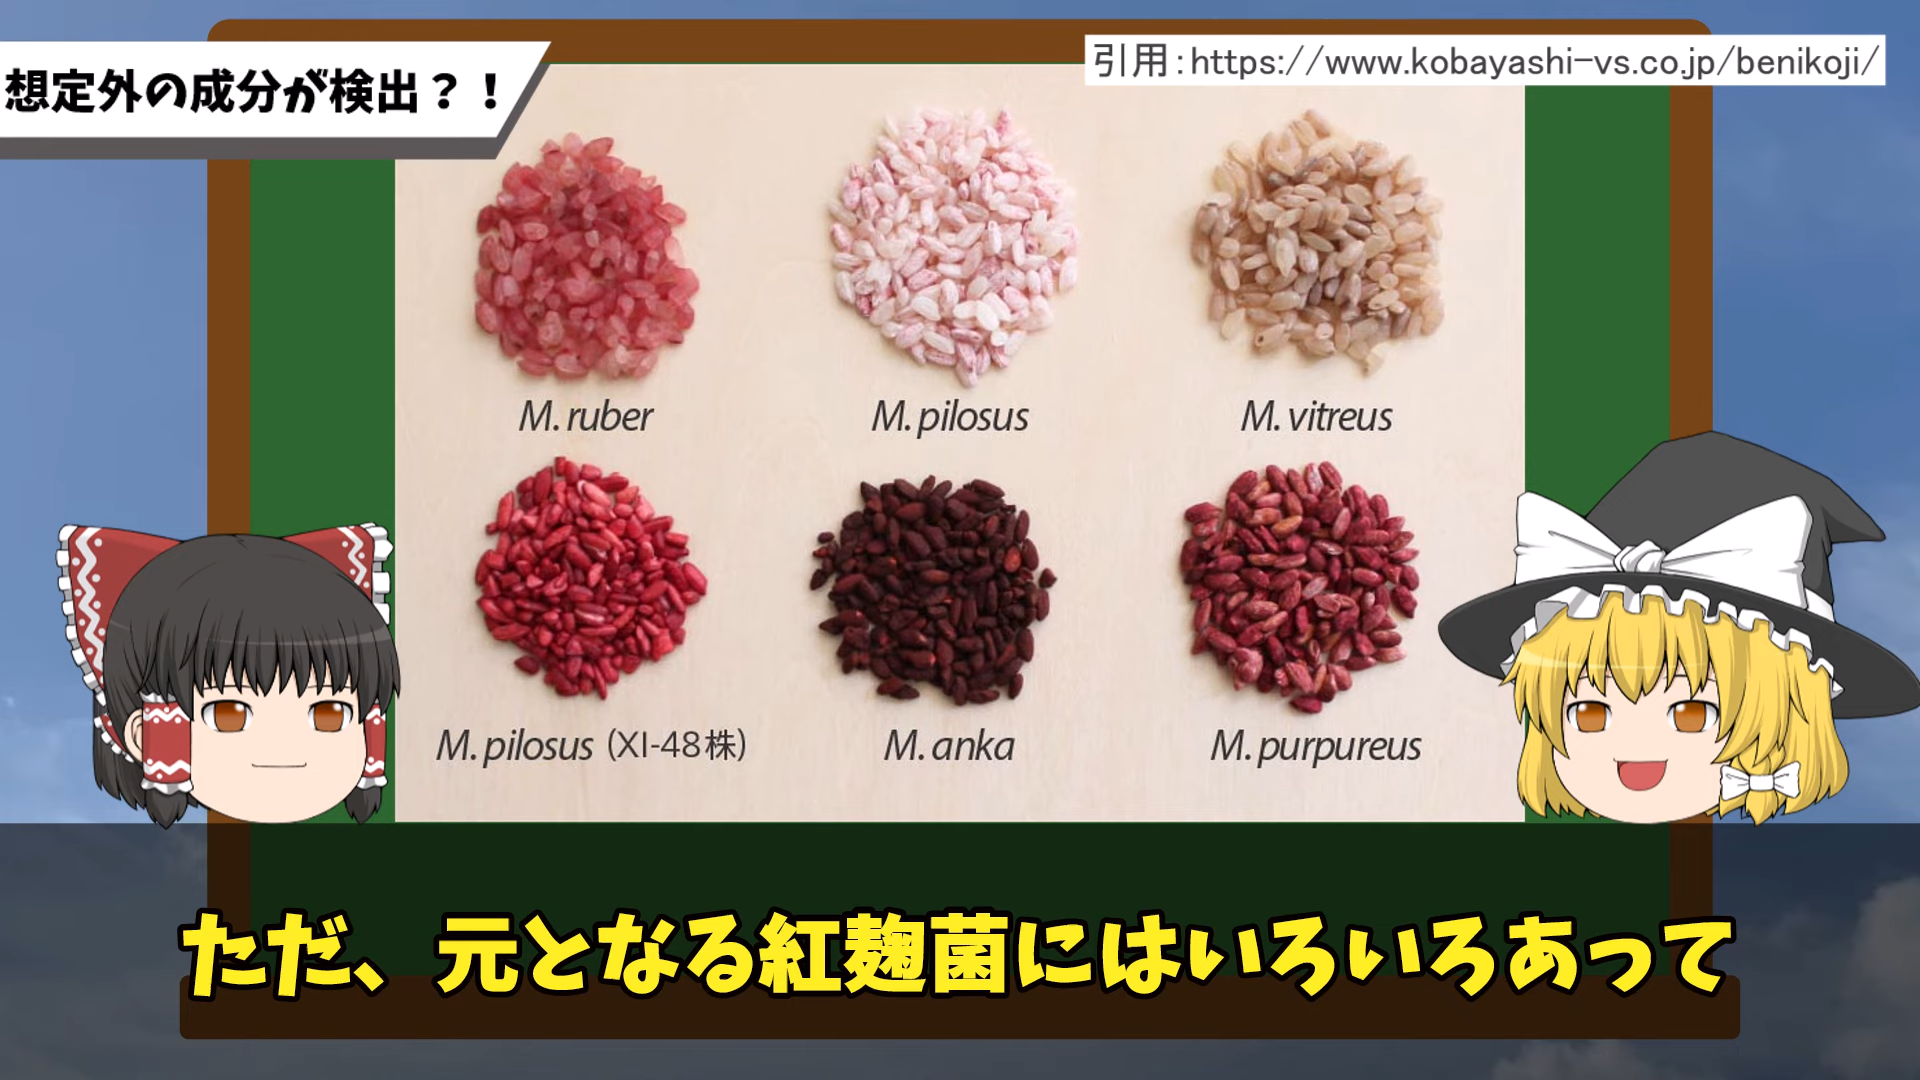 想定外の成分が検出？！
引用：https://www.kobayashi-vs.co.jp/benikoji/
M. ruber
M. pilosus
M. vitreus
M. pilosus (XI-48株)
M. anka
M. purpureus
ただ、元となる紅麹菌にはいろいろあって